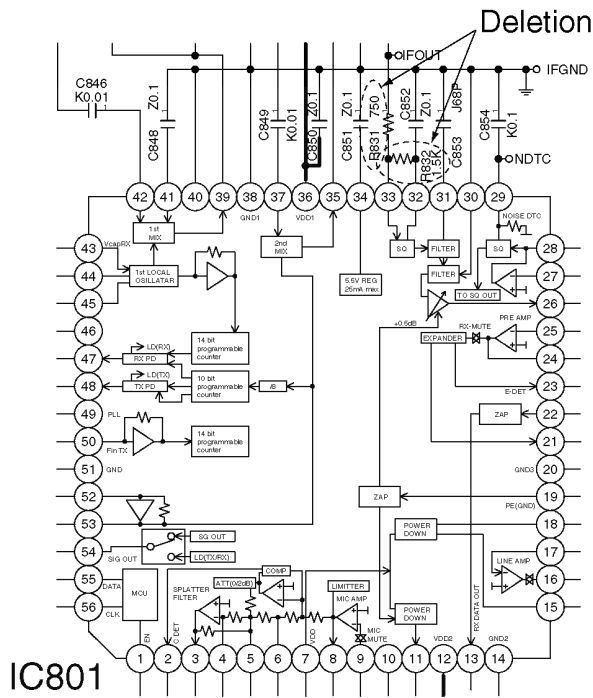 Deletion
IFOUT
IFGND
C846
K0.01
Z0.1
C848
C849
K0.01
Z0.1
C850
Z0.1
C851
750
R831
C852
Z0.1
R832
1.5K
J68P
C853
C854
K0.1
NDTC
42 41 40 39 38 37 36 35 34 33 32 31 30 29
GND1
VDD1
NOISE DTC
1st
MIX
2nd
MIX
SQ
FILTER
SQ
43
VcapRX
28
44
1st LOCAL
OSILLATAR
FILTER
27
5.5V REG
25mA max
TO SQ OUT
45
26
+0.5dB
PRE AMP
46
RX-MUTE
25
14 bit
programmable
counter
EXPANDER
47
LD(RX)
RX PD
24
LD(TX)
10 bit
programmable
counter
48
TX PD
/8
E-DET
23
49
PLL
ZAP
22
50
Fin TX
14 bit
programmable
counter
21
51
GND
GND3
20
52
ZAP
19
PE(GND)
53
POWER
DOWN
18
SG OUT
54
SIG OUT
LD(TX/RX)
17
LINE AMP
55
DATA
MCU
COMP
ATT(0/2dB)
LIMITTER
16
SPLATTER
FILTER
MIC AMP
56
CLK
POWER
DOWN
15
EN
C DET
VDD
MIC
MUTE
VDD2
RX DATA OUT
GND2
1 2 3 4 5 6 7 8 9 10 11 12 13 14
IC801